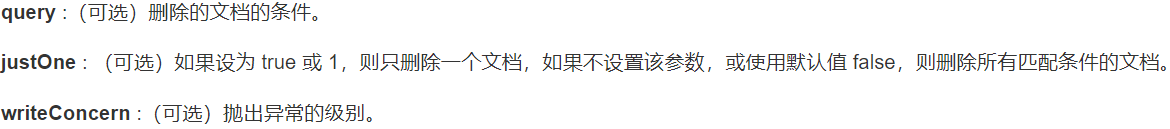 query :（可选）删除的文档的条件。
justOne : （可选）如果设为 true 或 1，则只删除一个文档，如果不设置该参数，或使用默认值 false，则删除所有匹配条件的文档。
writeConcern :（可选）抛出异常的级别。